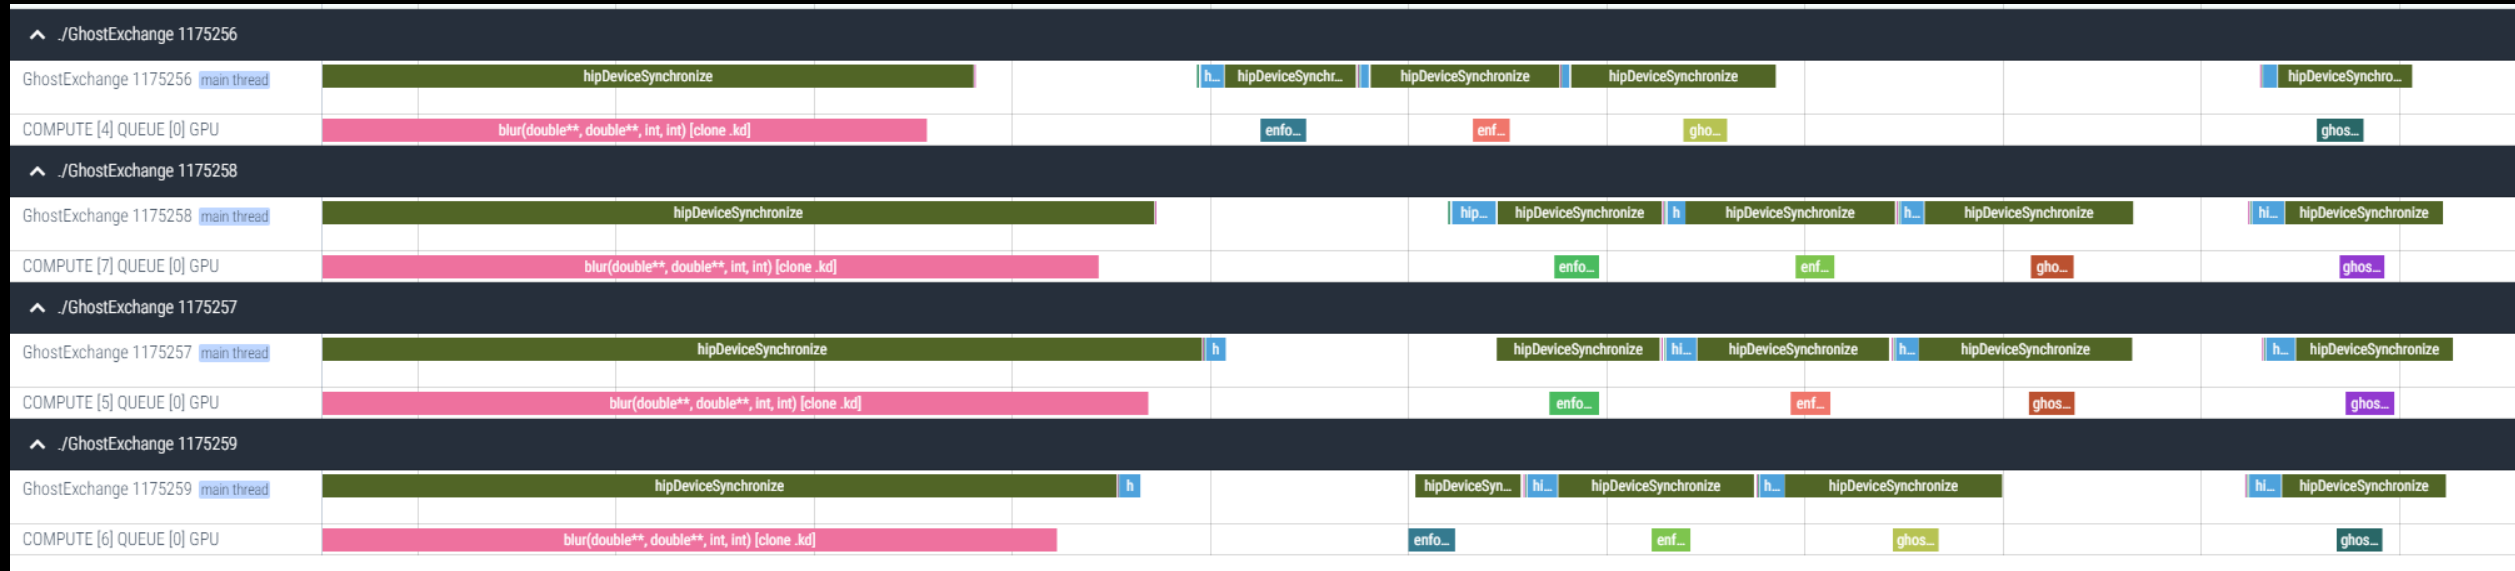 ./GhostExchange 1175256
GhostExchange 1175256 main thread hipDeviceSynchronize h... hipDeviceSynchr... hipDeviceSynchronize hipDeviceSynchronize hipDeviceSynchro...
COMPUTE [4] QUEUE [0] GPU blur(double**, double**, int, int) [clone .kd] enfo... enf... gho... ghos...
./GhostExchange 1175258
GhostExchange 1175258 main thread hipDeviceSynchronize hip... hipDeviceSynchronize h hipDeviceSynchronize h... hipDeviceSynchronize hi... hipDeviceSynchronize
COMPUTE [7] QUEUE [0] GPU blur(double**, double**, int, int) [clone .kd] enfo... enf... gho... ghos...
./GhostExchange 1175257
GhostExchange 1175257 main thread hipDeviceSynchronize h hipDeviceSynchronize hi... hipDeviceSynchronize h... hipDeviceSynchronize h... hipDeviceSynchronize
COMPUTE [5] QUEUE [0] GPU blur(double**, double**, int, int) [clone .kd] enfo... enf... ghos... ghos...
./GhostExchange 1175259
GhostExchange 1175259 main thread hipDeviceSynchronize h hipDeviceSyn... hi... hipDeviceSynchronize h... hipDeviceSynchronize hi... hipDeviceSynchronize
COMPUTE [6] QUEUE [0] GPU blur(double**, double**, int, int) [clone .kd] enfo... enf... ghos... ghos...